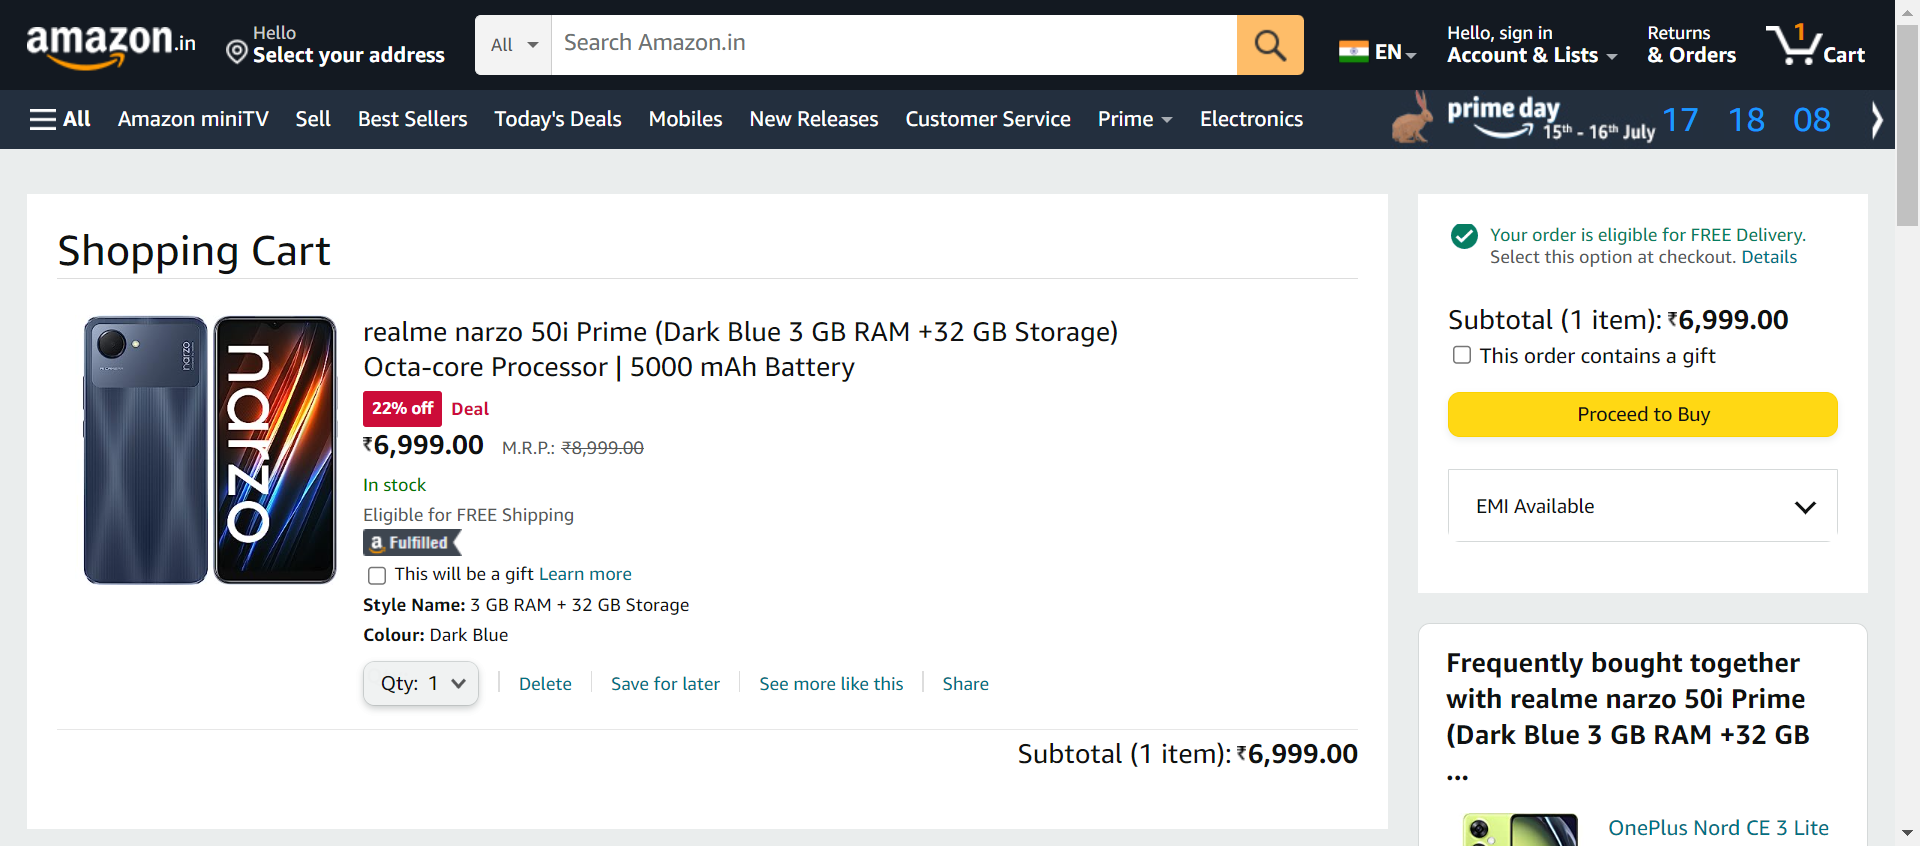 amazon.in
Hello
Select your address
All
Search Amazon.in
EN
Hello, sign in
Account & Lists
Returns
& Orders
1
Cart
All
Amazon miniTV
Sell
Best Sellers
Today's Deals
Mobiles
New Releases
Customer Service
Prime
Electronics
prime day
15th - 16th July
17 18 08
Shopping Cart
narzo
narzo
realme narzo 50i Prime (Dark Blue 3 GB RAM +32 GB Storage)
Octa-core Processor | 5000 mAh Battery
22% off Deal
₹6,999.00 M.R.P.: ₹8,999.00
In stock
Eligible for FREE Shipping
a Fulfilled
This will be a gift Learn more
Style Name: 3 GB RAM + 32 GB Storage
Colour: Dark Blue
Qty: 1
Delete
Save for later
See more like this
Share
Subtotal (1 item): ₹6,999.00
Your order is eligible for FREE Delivery.
Select this option at checkout. Details
Subtotal (1 item): ₹6,999.00
This order contains a gift
Proceed to Buy
EMI Available
Frequently bought together
with realme narzo 50i Prime
(Dark Blue 3 GB RAM +32 GB
...
OnePlus Nord CE 3 Lite